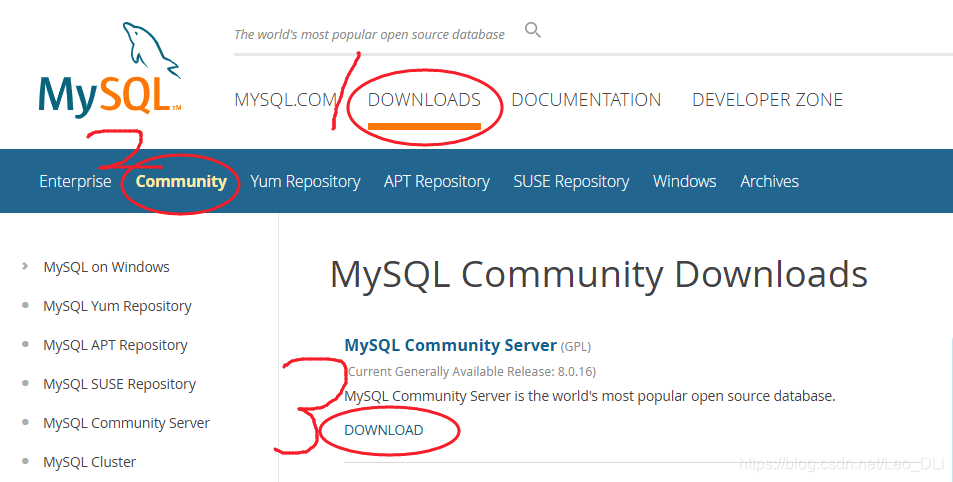 The world's most popular open source database
MySQL™
MYSQL.COM DOWNLOADS DOCUMENTATION DEVELOPER ZONE
1
2
Enterprise Community Yum Repository APT Repository SUSE Repository Windows Archives
MySQL on Windows
MySQL Yum Repository
MySQL APT Repository
MySQL SUSE Repository
MySQL Community Server
MySQL Cluster
MySQL Community Downloads
MySQL Community Server (GPL)
(Current Generally Available Release: 8.0.16)
MySQL Community Server is the world's most popular open source database.
3
DOWNLOAD
https://blog.csdn.net/Leo_DLi